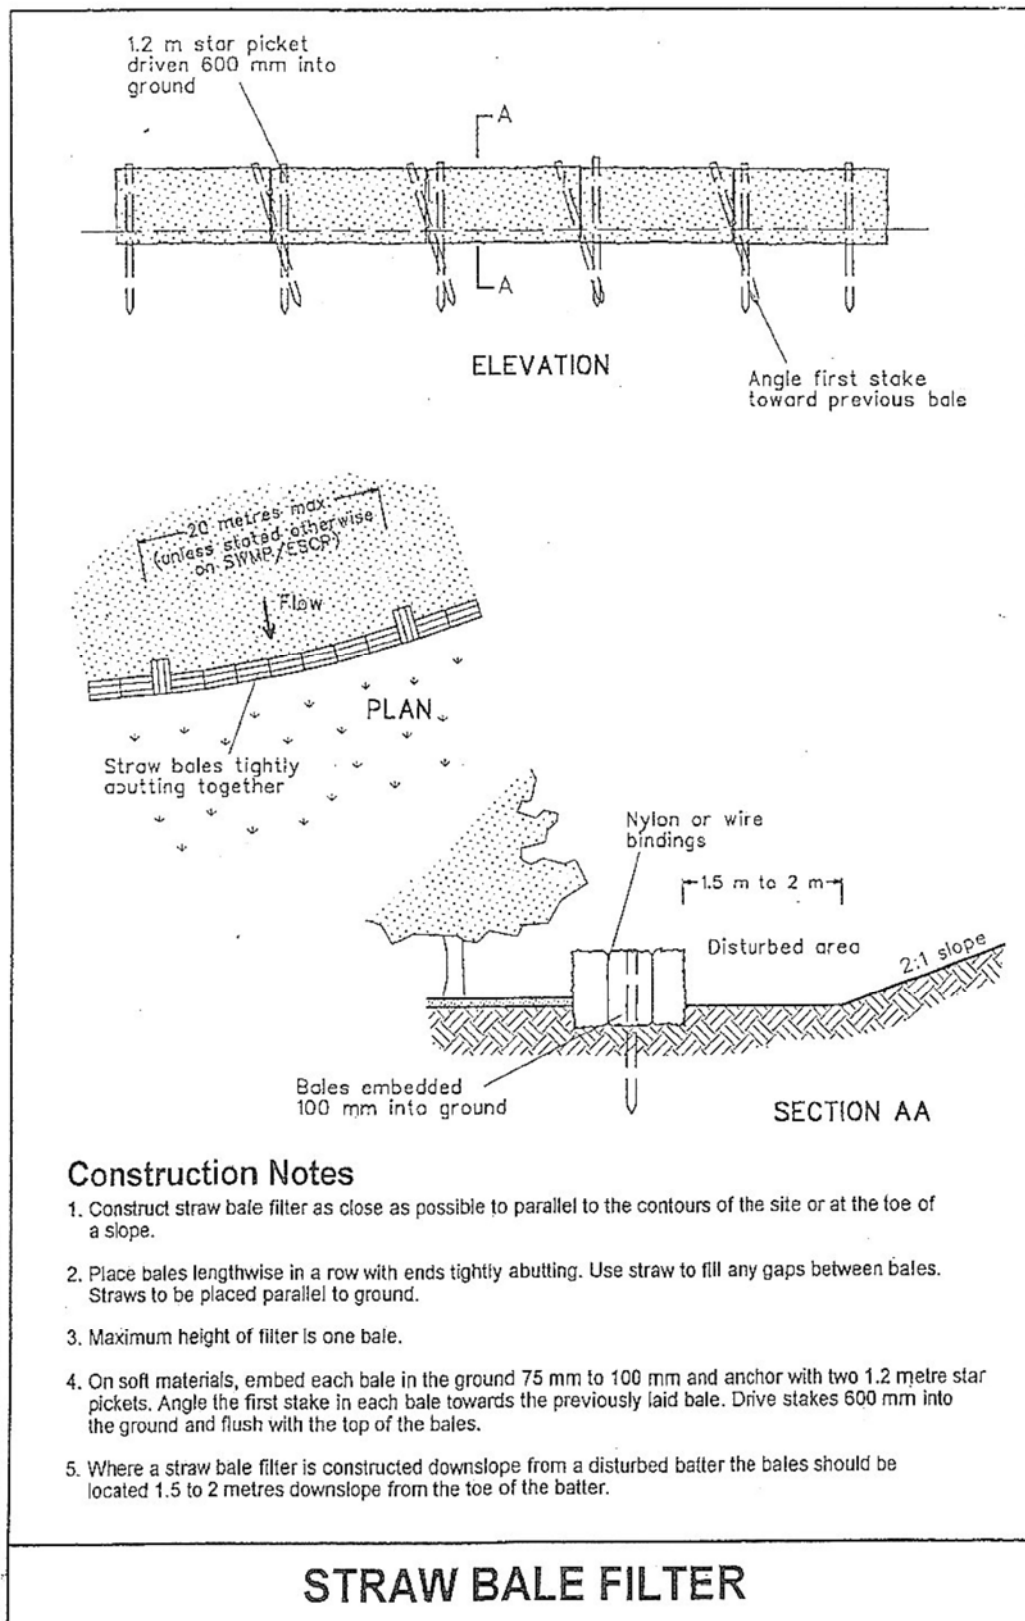 1.2 m star picket
driven 600 mm into
ground
A
A
ELEVATION
Angle first stake
toward previous bale
20 metres max
(unless stated otherwise
on SWMP/ESCP)
Flow
PLAN
Straw bales tightly
abutting together
Nylon or wire
bindings
1.5 m to 2 m
Disturbed area
2:1 slope
Bales embedded
100 mm into ground
SECTION AA
Construction Notes
1. Construct straw bale filter as close as possible to parallel to the contours of the site or at the toe of
a slope.
2. Place bales lengthwise in a row with ends tightly abutting. Use straw to fill any gaps between bales.
Straws to be placed parallel to ground.
3. Maximum height of filter is one bale.
4. On soft materials, embed each bale in the ground 75 mm to 100 mm and anchor with two 1.2 metre star
pickets. Angle the first stake in each bale towards the previously laid bale. Drive stakes 600 mm into
the ground and flush with the top of the bales.
5. Where a straw bale filter is constructed downslope from a disturbed batter the bales should be
located 1.5 to 2 metres downslope from the toe of the batter.
STRAW BALE FILTER